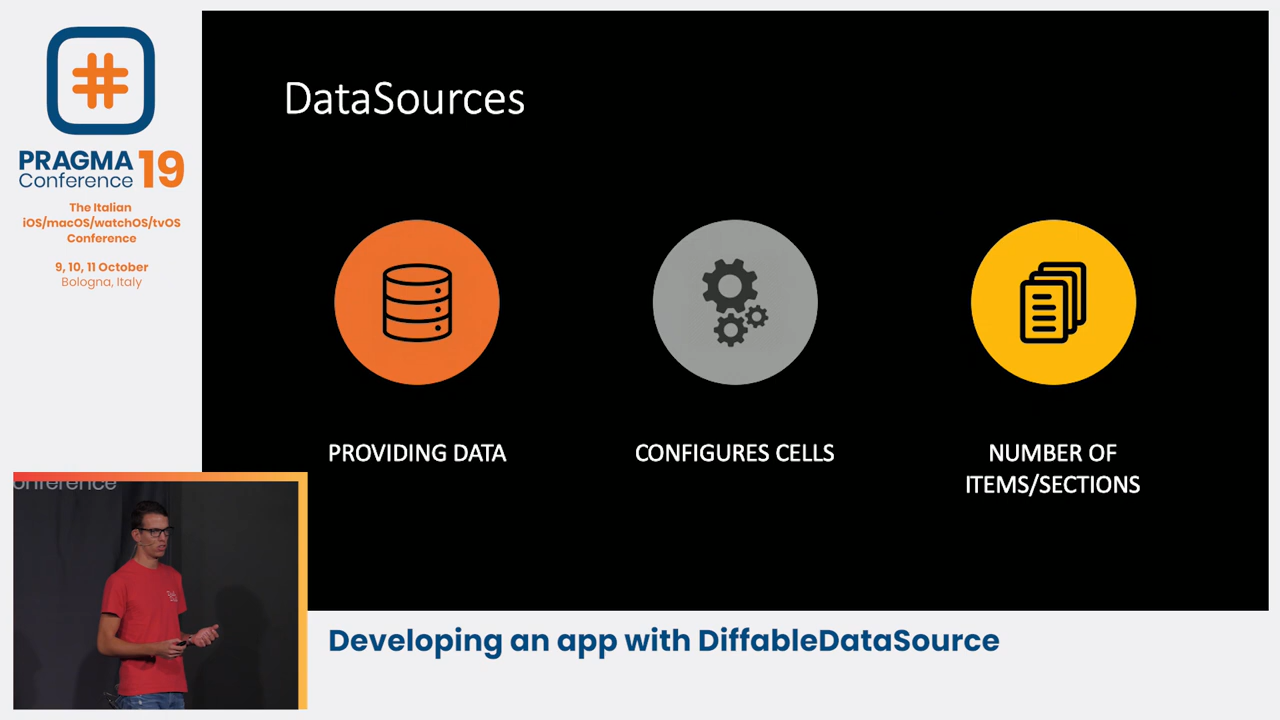 PRAGMA 19
Conference
The Italian
iOS/macOS/watchOS/tvOS
Conference
9, 10, 11 October
Bologna, Italy
DataSources
PROVIDING DATA
CONFIGURES CELLS
NUMBER OF
ITEMS/SECTIONS
onference
Developing an app with DiffableDataSource